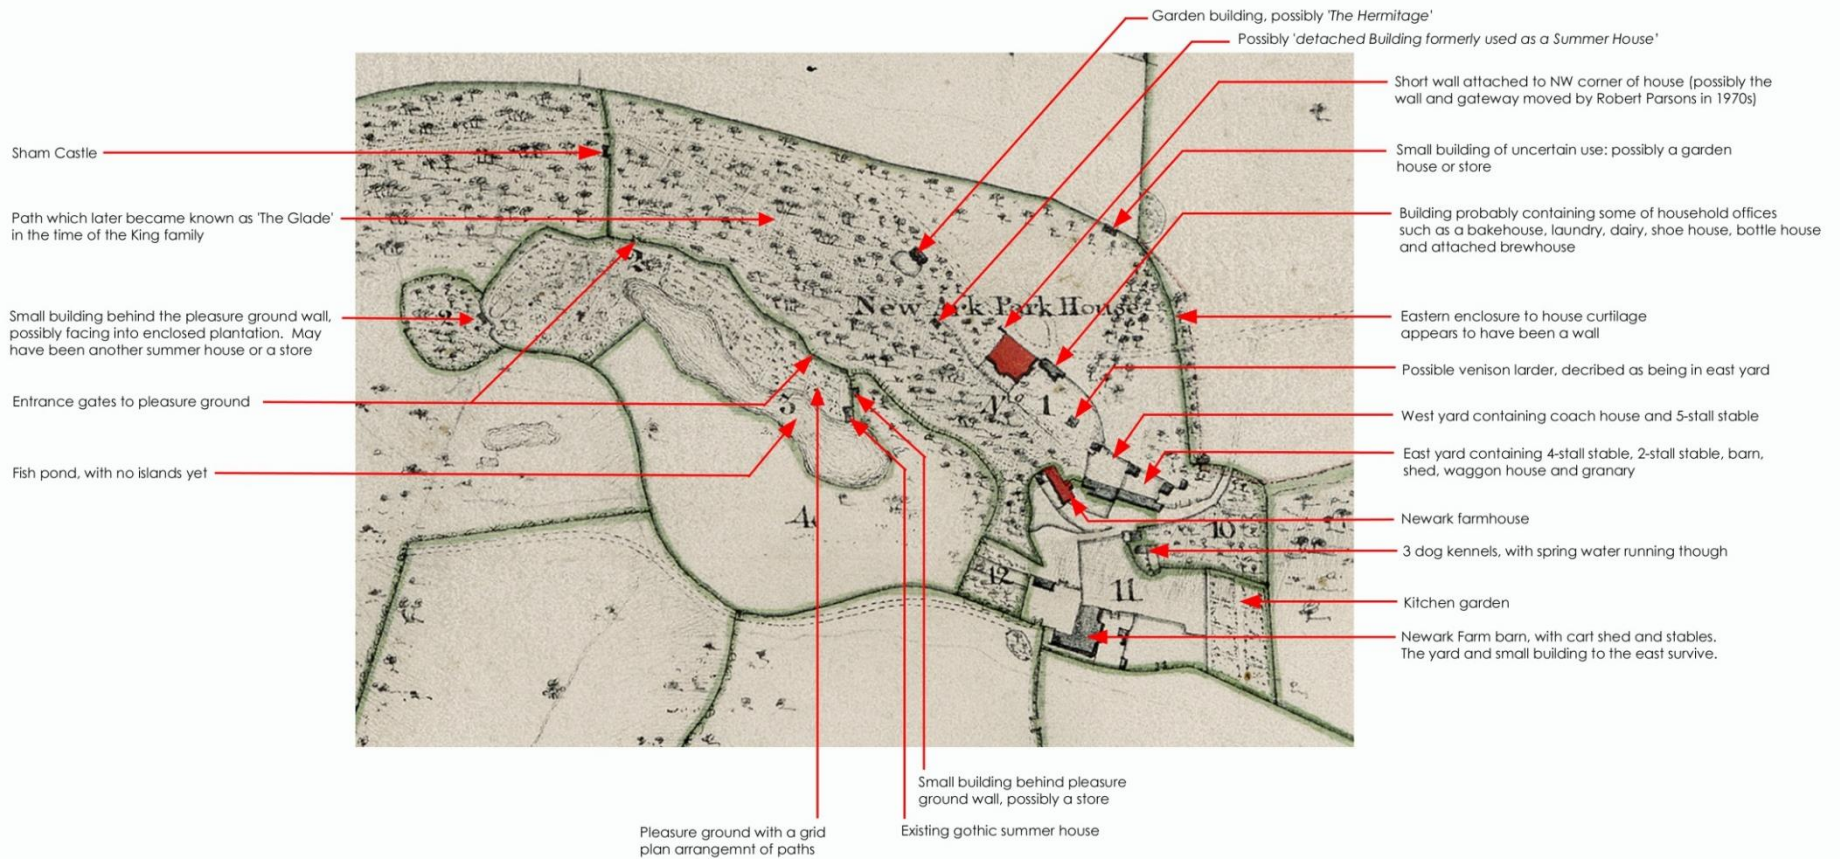 Garden building, possibly 'The Hermitage'
Possibly 'detached Building formerly used as a Summer House'
Short wall attached to NW corner of house (possibly the
wall and gateway moved by Robert Parsons in 1970s)
Small building of uncertain use: possibly a garden
house or store
Building probably containing some of household offices
such as a bakehouse, laundry, dairy, shoe house, bottle house
and attached brewhouse
Eastern enclosure to house curtilage
appears to have been a wall
Possible venison larder, decribed as being in east yard
West yard containing coach house and 5-stall stable
East yard containing 4-stall stable, 2-stall stable, barn,
shed, waggon house and granary
Newark farmhouse
3 dog kennels, with spring water running though
Kitchen garden
Newark Farm barn, with cart shed and stables.
The yard and small building to the east survive.
Sham Castle
Path which later became known as 'The Glade'
in the time of the King family
Small building behind the pleasure ground wall,
possibly facing into enclosed plantation. May
have been another summer house or a store
Entrance gates to pleasure ground
Fish pond, with no islands yet
New Ark Park House
No 1
2
2
3
4
10
11
12
Small building behind pleasure
ground wall, possibly a store
Existing gothic summer house
Pleasure ground with a grid
plan arrangemnt of paths